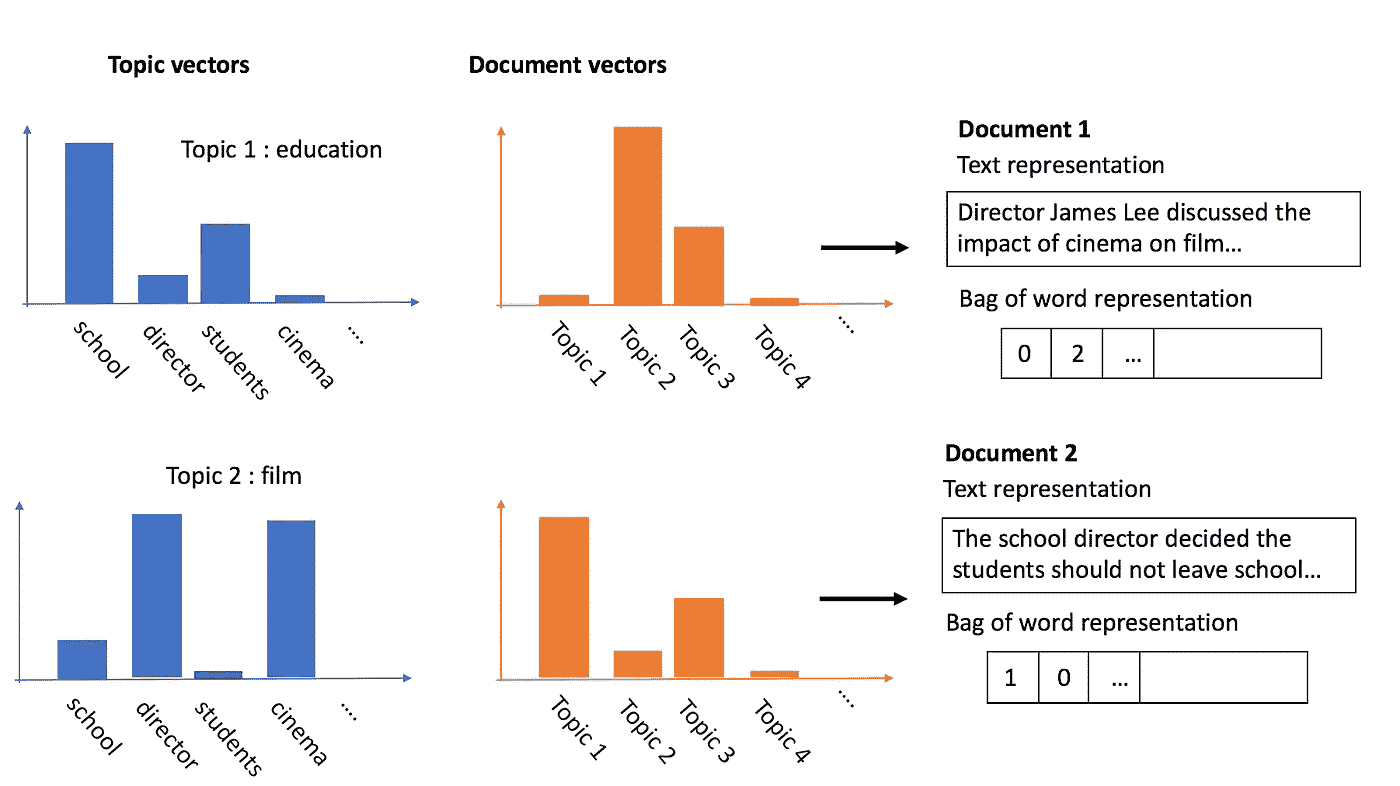 Topic vectors
Document vectors
Topic 1 : education
school
director
students
cinema
....
Topic 1
Topic 2
Topic 3
Topic 4
....
Document 1
Text representation
Director James Lee discussed the
impact of cinema on film...
Bag of word representation
0 2 ...
Topic 2 : film
school
director
students
cinema
....
Topic 1
Topic 2
Topic 3
Topic 4
....
Document 2
Text representation
The school director decided the
students should not leave school...
Bag of word representation
1 0 ...